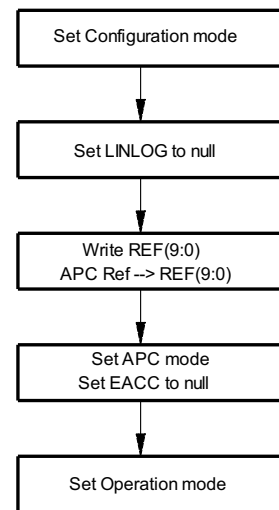 Set Configuration mode
Set LINLOG to null
Write REF(9:0)
APC Ref --> REF(9:0)
Set APC mode
Set EACC to null
Set Operation mode